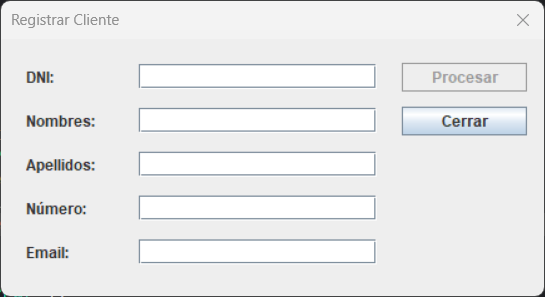 Registrar Cliente
DNI:
Procesar
Nombres:
Cerrar
Apellidos:
Número:
Email: